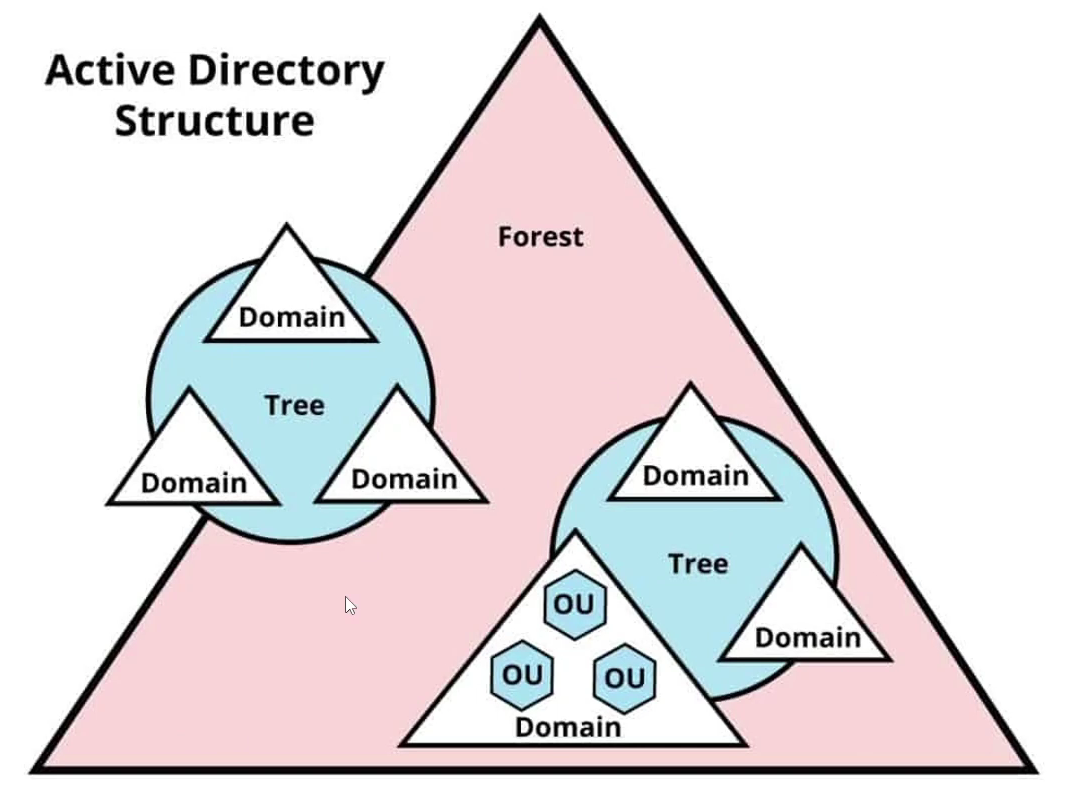 Active Directory
Structure
Forest
Domain
Tree
Domain
Domain
Domain
Tree
OU
Domain
OU
OU
Domain